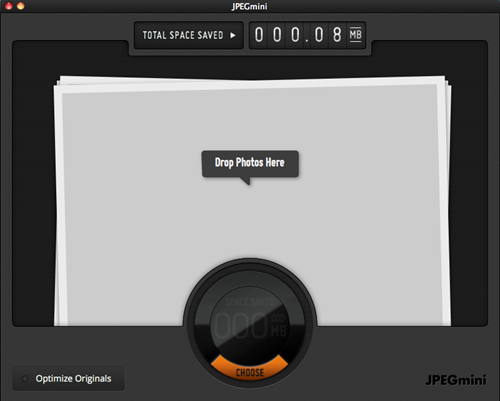 JPEGmini
TOTAL SPACE SAVED
000.08 MB
Drop Photos Here
SPACE SAVED
000
MB
CHOOSE
Optimize Originals
JPEGmini